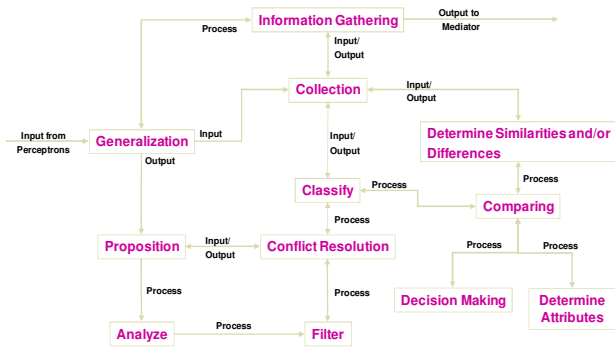 Information Gathering
Output to
Mediator
Process
Input/
Output
Collection
Input/
Output
Input from
Perceptrons
Generalization
Input
Output
Input/
Output
Determine Similarities and/or
Differences
Classify
Process
Process
Comparing
Process
Proposition
Input/
Output
Conflict Resolution
Process
Process
Process
Process
Decision Making
Determine
Attributes
Analyze
Process
Filter